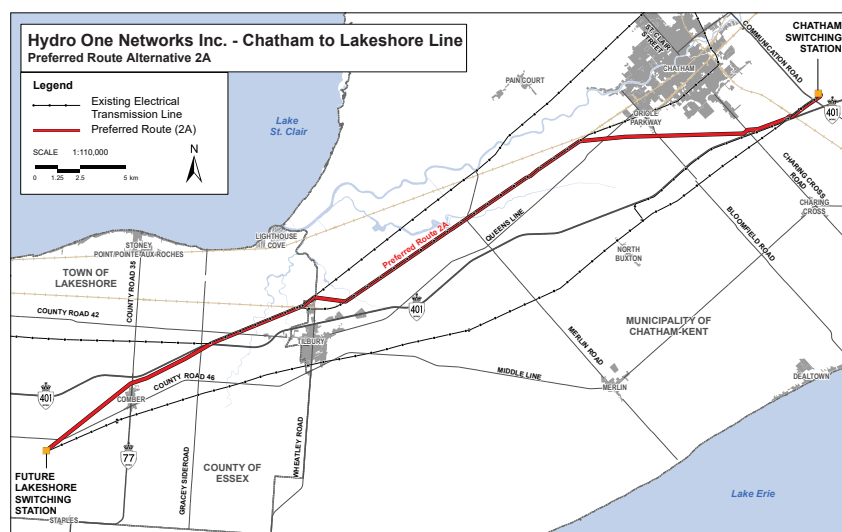 Hydro One Networks Inc. - Chatham to Lakeshore Line
Preferred Route Alternative 2A
Legend
Existing Electrical
Transmission Line
Preferred Route (2A)
SCALE 1:110,000
0 1.25 2.5 5 km
N
Lake
St. Clair
PAIN COURT
ST. CLAIR
STREET
CHATHAM
COMMUNICATION ROAD
CHATHAM
SWITCHING
STATION
401
ORIOLE
PARKWAY
CHARING CROSS
ROAD
CHARING
CROSS
BLOOMFIELD ROAD
QUEENS LINE
Preferred Route 2A
NORTH
BUXTON
LIGHTHOUSE
COVE
STONEY
POINT/POINTE-AUX-ROCHES
TOWN OF
LAKESHORE
COUNTY ROAD 35
COUNTY ROAD 42
401
TILBURY
MUNICIPALITY OF
CHATHAM-KENT
MERLIN ROAD
MIDDLE LINE
MERLIN
DEALTOWN
COUNTY ROAD 46
401
COMBER
77
GRACEY SIDEROAD
COUNTY OF
ESSEX
WHEATLEY ROAD
FUTURE
LAKESHORE
SWITCHING
STATION
STAPLES
Lake Erie